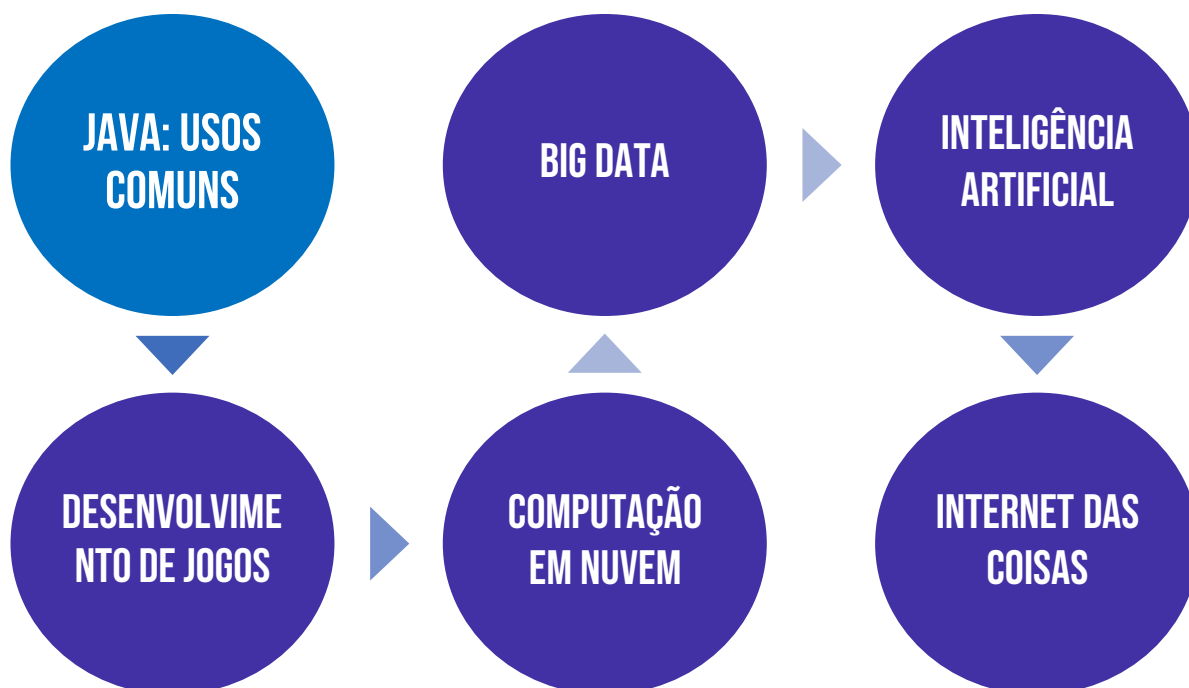 JAVA: USOS
COMUNS
DESENVOLVIME
NTO DE JOGOS
COMPUTAÇÃO
EM NUVEM
BIG DATA
INTELIGÊNCIA
ARTIFICIAL
INTERNET DAS
COISAS